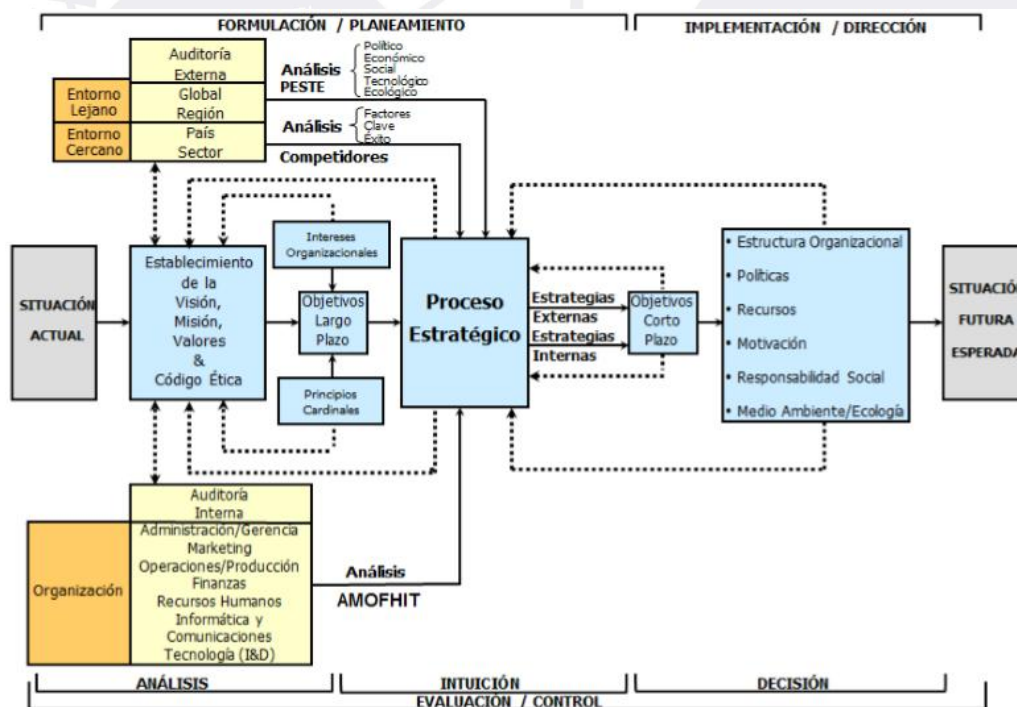 FORMULACIÓN / PLANEAMIENTO
IMPLEMENTACIÓN / DIRECCIÓN
Auditoría
Externa
Entorno
Lejano
Global
Región
Entorno
Cercano
País
Sector
Análisis
PESTE
Político
Económico
Social
Tecnológico
Ecológico
Análisis
Competidores
Factores
Clave
Éxito
SITUACIÓN
ACTUAL
Establecimiento
de la
Visión,
Misión,
Valores
&
Código Ética
Intereses
Organizacionales
Objetivos
Largo
Plazo
Principios
Cardinales
Proceso
Estratégico
Estrategias
Externas
Estrategias
Internas
Objetivos
Corto
Plazo
• Estructura Organizacional
• Políticas
• Recursos
• Motivación
• Responsabilidad Social
• Medio Ambiente/Ecología
SITUACIÓN
FUTURA
ESPERADA
Organización
Auditoría
Interna
Administración/Gerencia
Marketing
Operaciones/Producción
Finanzas
Recursos Humanos
Informática y
Comunicaciones
Tecnología (I&D)
Análisis
AMOFHIT
ANÁLISIS
INTUICIÓN
DECISIÓN
EVALUACIÓN / CONTROL